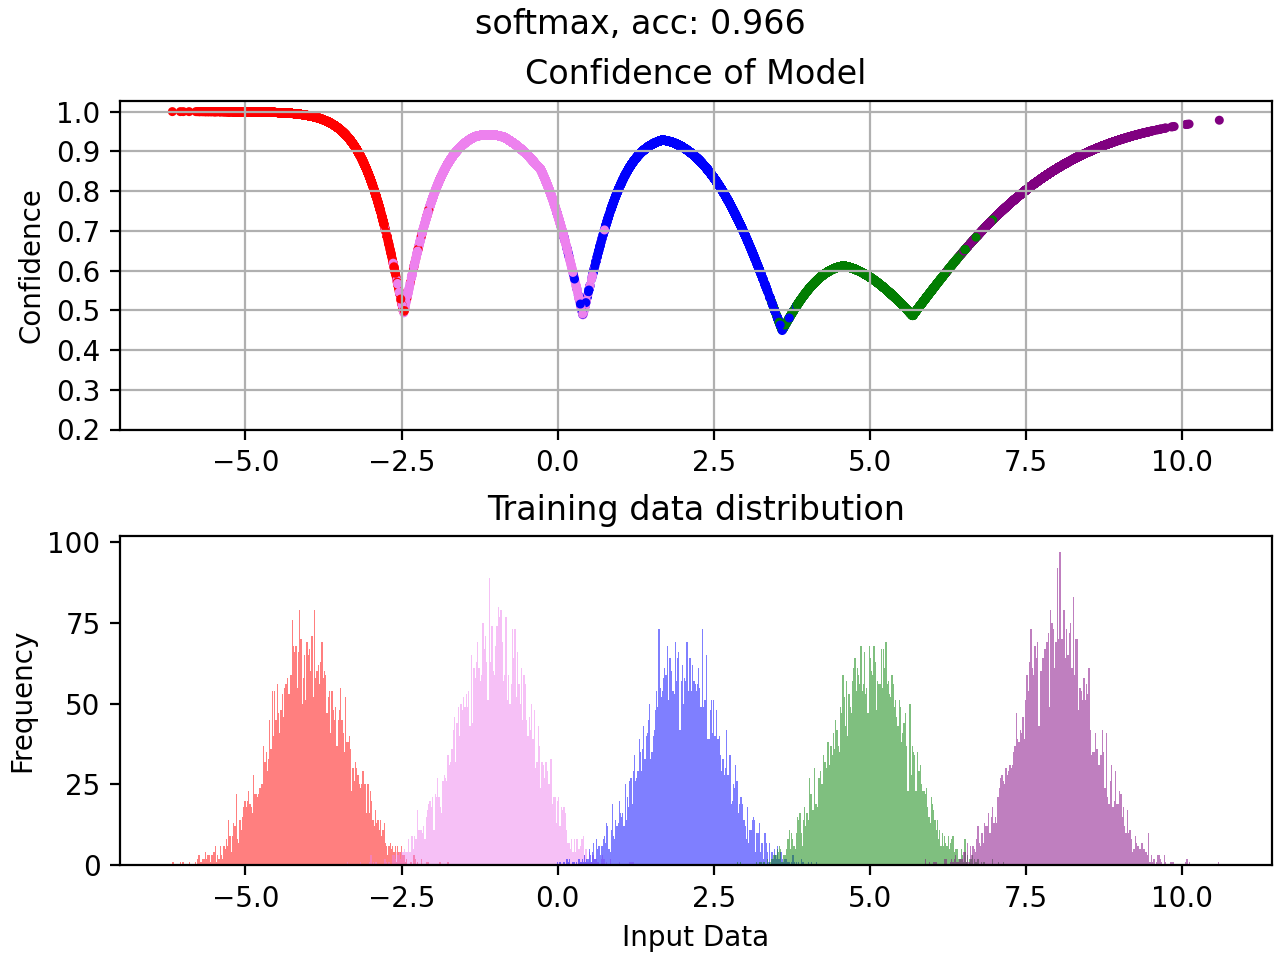 softmax, acc: 0.966
Confidence of Model
Confidence
1.0
0.9
0.8
0.7
0.6
0.5
0.4
0.3
0.2
−5.0 −2.5 0.0 2.5 5.0 7.5 10.0
Training data distribution
Frequency
100
75
50
25
0
−5.0 −2.5 0.0 2.5 5.0 7.5 10.0
Input Data